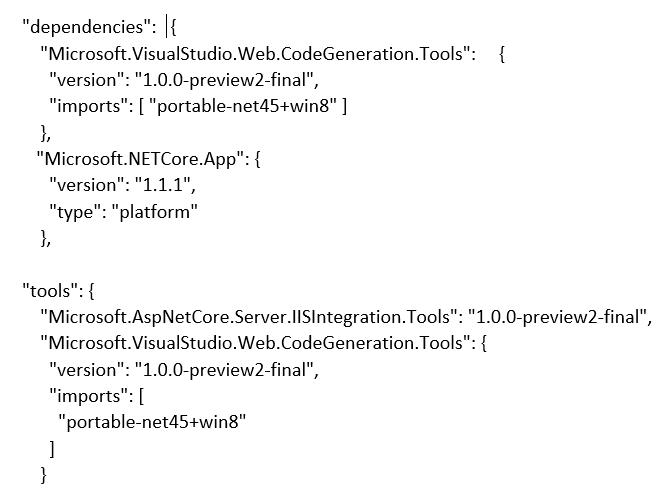 "dependencies": {
"Microsoft.VisualStudio.Web.CodeGeneration.Tools": {
"version": "1.0.0-preview2-final",
"imports": [ "portable-net45+win8" ]
},
"Microsoft.NETCore.App": {
"version": "1.1.1",
"type": "platform"
},
"tools": {
"Microsoft.AspNetCore.Server.IISIntegration.Tools": "1.0.0-preview2-final",
"Microsoft.VisualStudio.Web.CodeGeneration.Tools": {
"version": "1.0.0-preview2-final",
"imports": [
"portable-net45+win8"
]
}